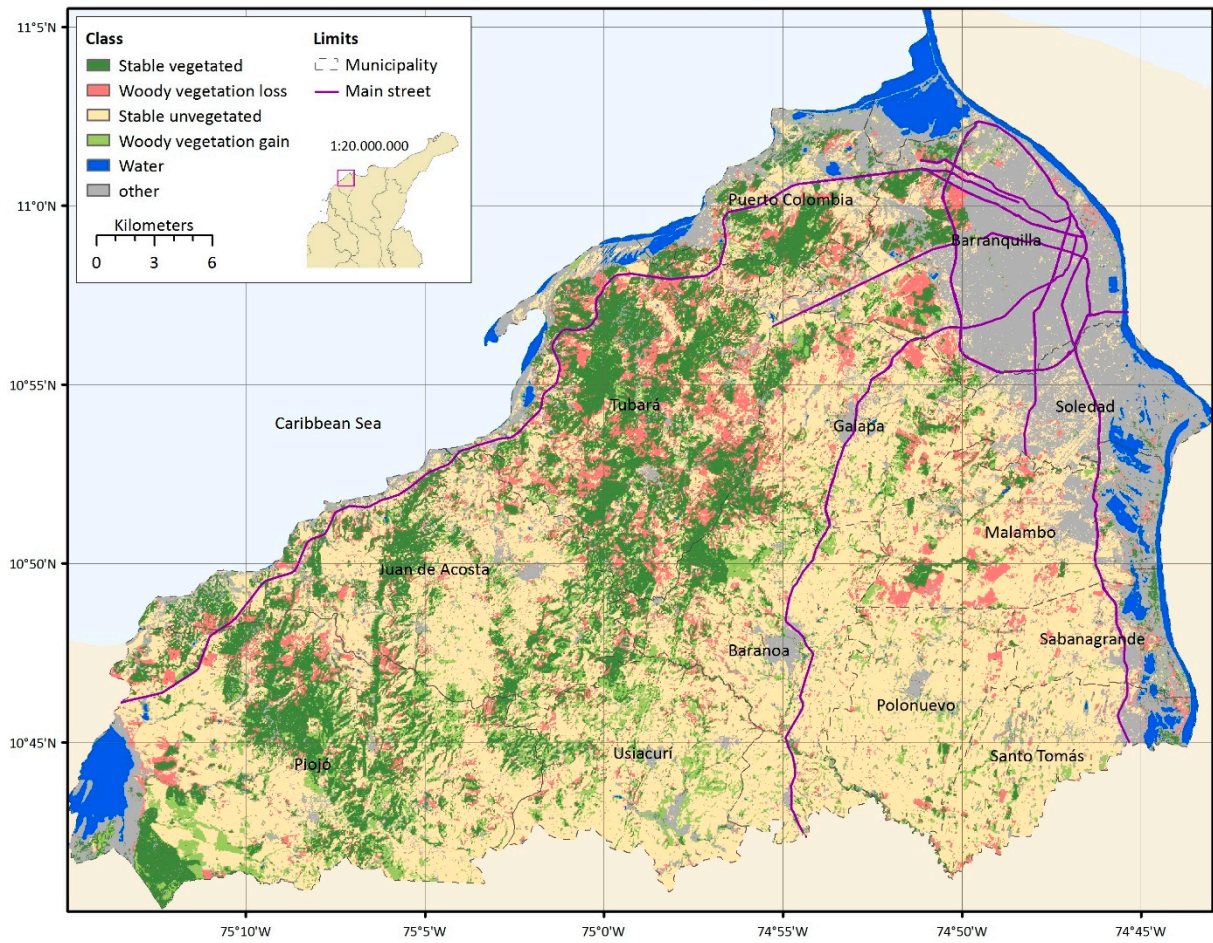 11°5'N
Class
Limits
Stable vegetated
Municipality
Woody vegetation loss
Main street
Stable unvegetated
Woody vegetation gain
Water
1:20.000.000
other
Kilometers
0 3 6
11°0'N
Puerto Colombia
Barranquilla
10°55'N
Caribbean Sea
Tubará
Galapa
Soledad
Malambo
10°50'N
Juan de Acosta
Baranoa
Sabanagrande
Polonuevo
10°45'N
Piojó
Usiacurí
Santo Tomás
75°10'W 75°5'W 75°0'W 74°55'W 74°50'W 74°45'W